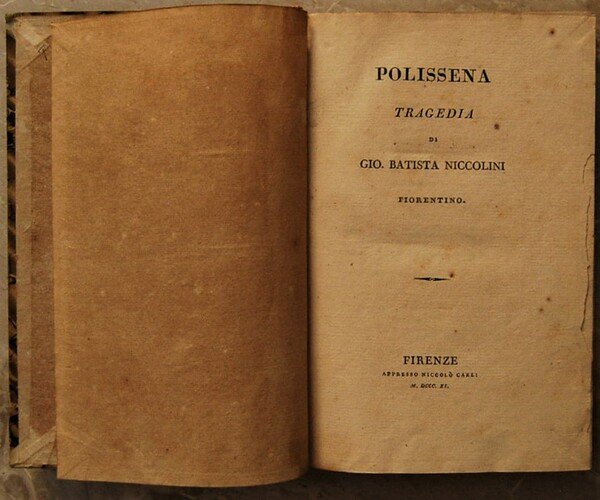 POLISSENA
TRAGEDIA
DI
GIO. BATISTA NICCOLINI
FIORENTINO.
FIRENZE
APPRESSO NICCOLÒ CARLI
M. DCCC. XI.